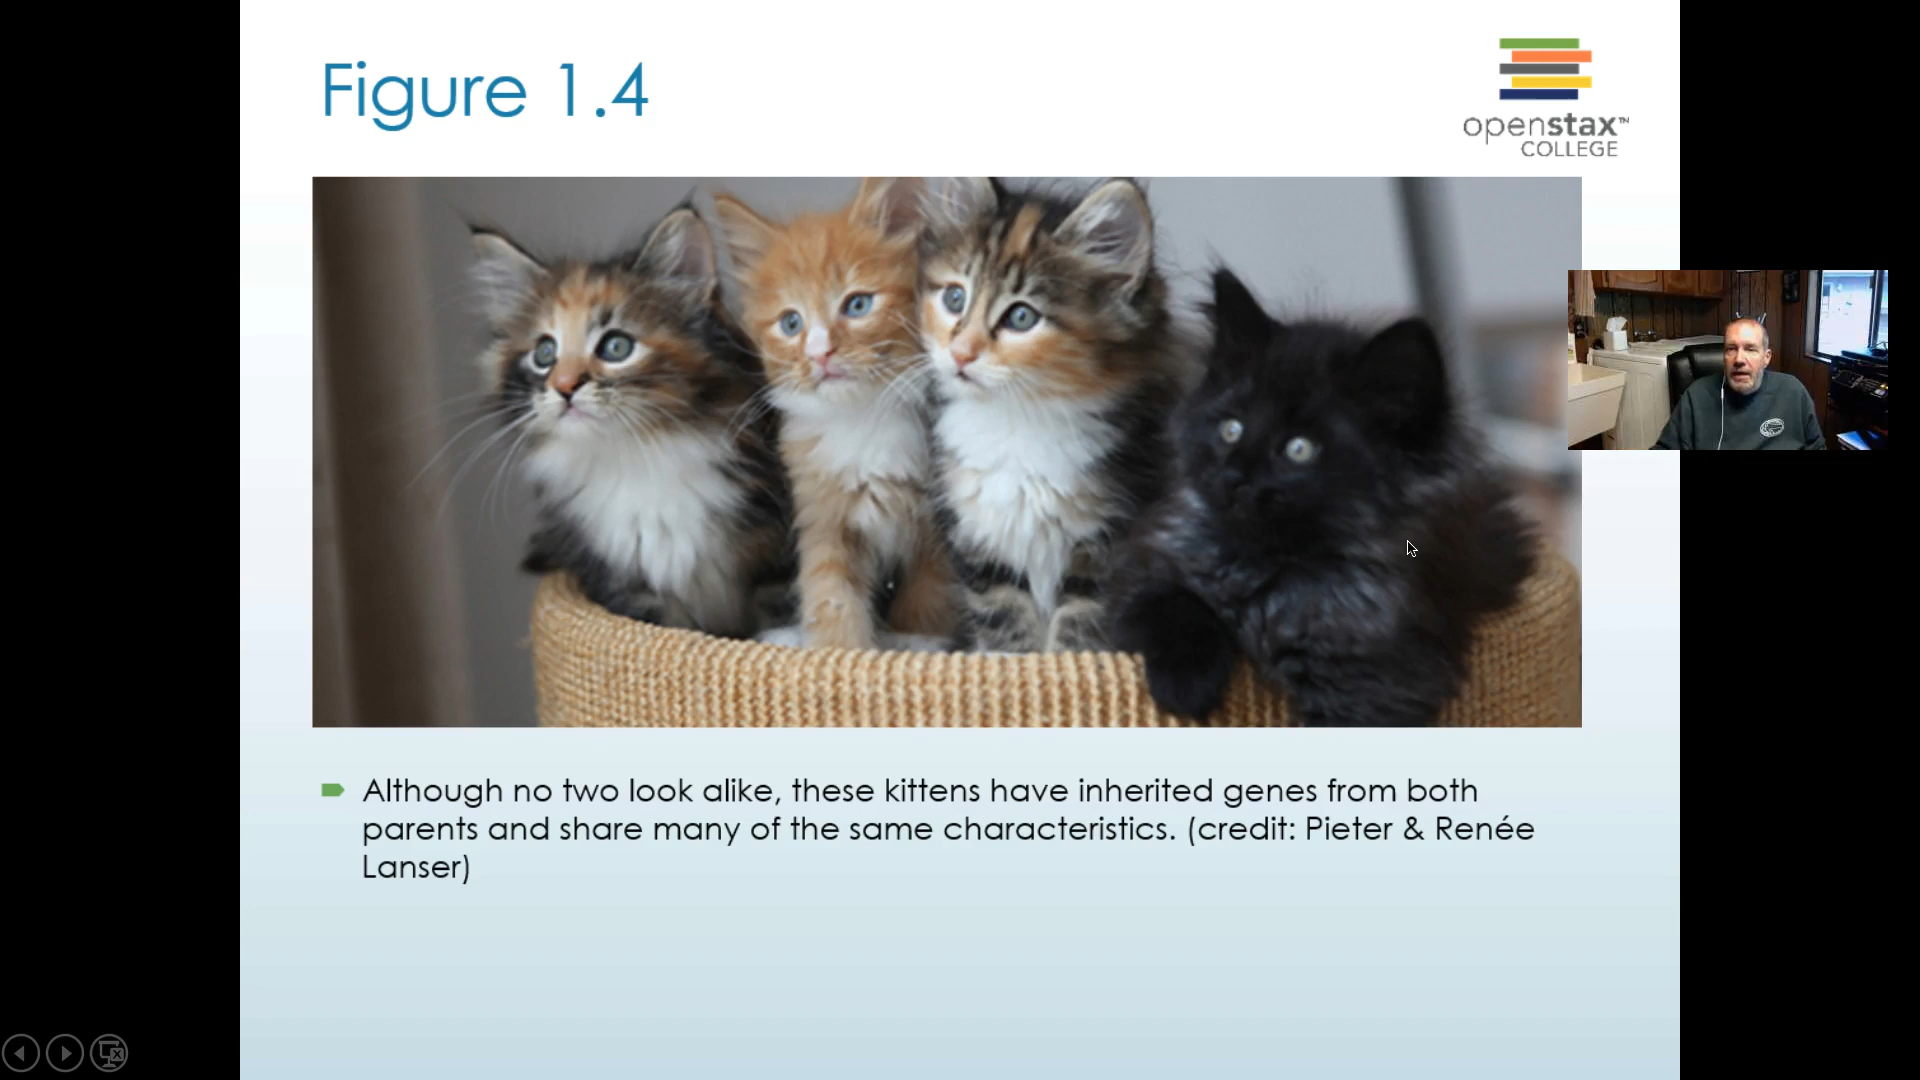 Figure 1.4
openstax™
COLLEGE
Although no two look alike, these kittens have inherited genes from both
parents and share many of the same characteristics. (credit: Pieter & Renée
Lanser)